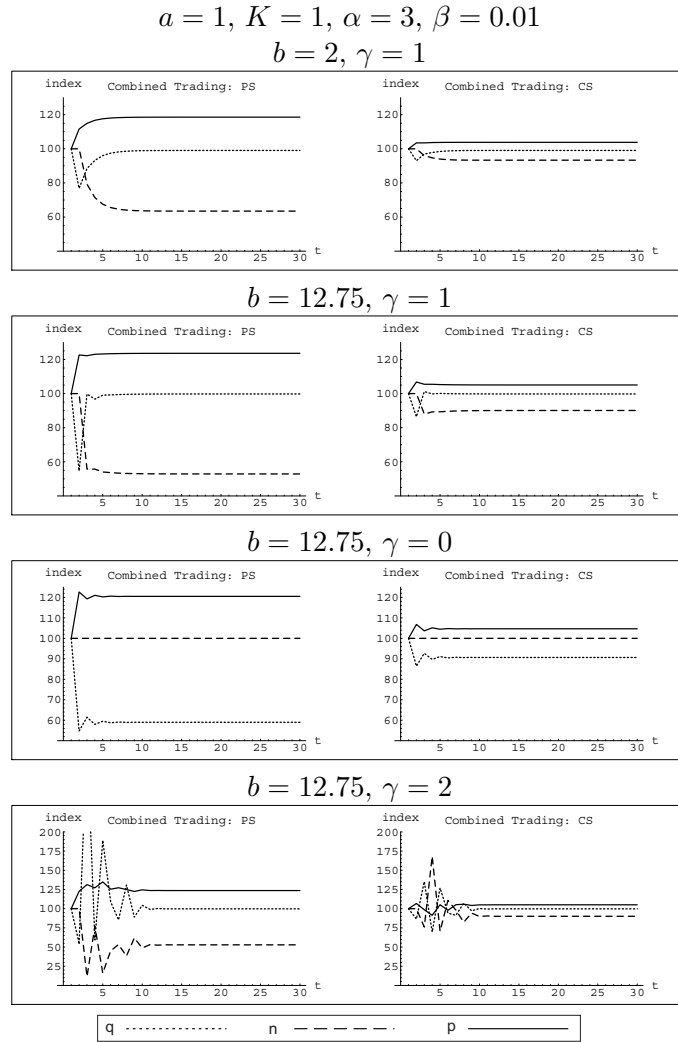 a = 1, K = 1, α = 3, β = 0.01
b = 2, γ = 1
index Combined Trading: PS
120
100
80
60
5 10 15 20 25 30 t
index Combined Trading: CS
120
100
80
60
5 10 15 20 25 30 t
b = 12.75, γ = 1
index Combined Trading: PS
120
100
80
60
5 10 15 20 25 30 t
index Combined Trading: CS
120
100
80
60
5 10 15 20 25 30 t
b = 12.75, γ = 0
index Combined Trading: PS
120
110
100
90
80
70
60
5 10 15 20 25 30 t
index Combined Trading: CS
120
110
100
90
80
70
60
5 10 15 20 25 30 t
b = 12.75, γ = 2
index Combined Trading: PS
200
175
150
125
100
75
50
25
5 10 15 20 25 30 t
index Combined Trading: CS
200
175
150
125
100
75
50
25
5 10 15 20 25 30 t
q n p